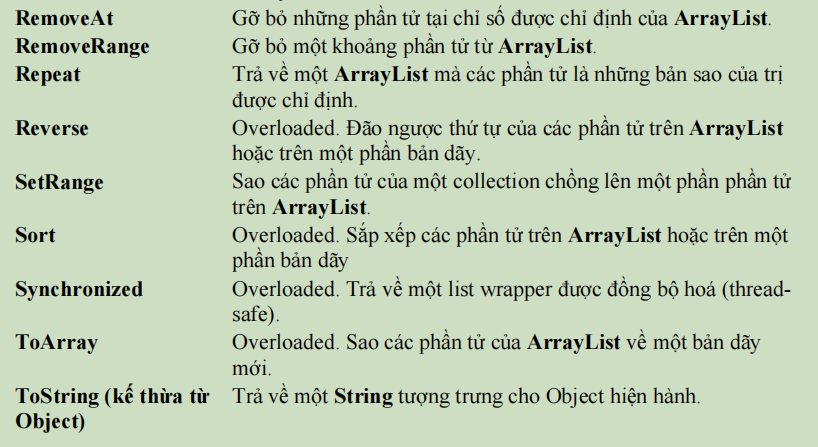 RemoveAt Gỡ bỏ những phần tử tại chỉ số được chỉ định của ArrayList.
RemoveRange Gỡ bỏ một khoảng phần tử từ ArrayList.
Repeat Trả về một ArrayList mà các phần tử là những bản sao của trị
được chỉ định.
Reverse Overloaded. Đão ngược thứ tự của các phần tử trên ArrayList
hoặc trên một phần bản dãy.
SetRange Sao các phần tử của một collection chồng lên một phần phần tử
trên ArrayList.
Sort Overloaded. Sắp xếp các phần tử trên ArrayList hoặc trên một
phần bản dãy
Synchronized Overloaded. Trả về một list wrapper được đồng bộ hoá (thread-
safe).
ToArray Overloaded. Sao các phần tử của ArrayList về một bản dãy
mới.
ToString (kế thừa từ Trả về một String tượng trưng cho Object hiện hành.
Object)